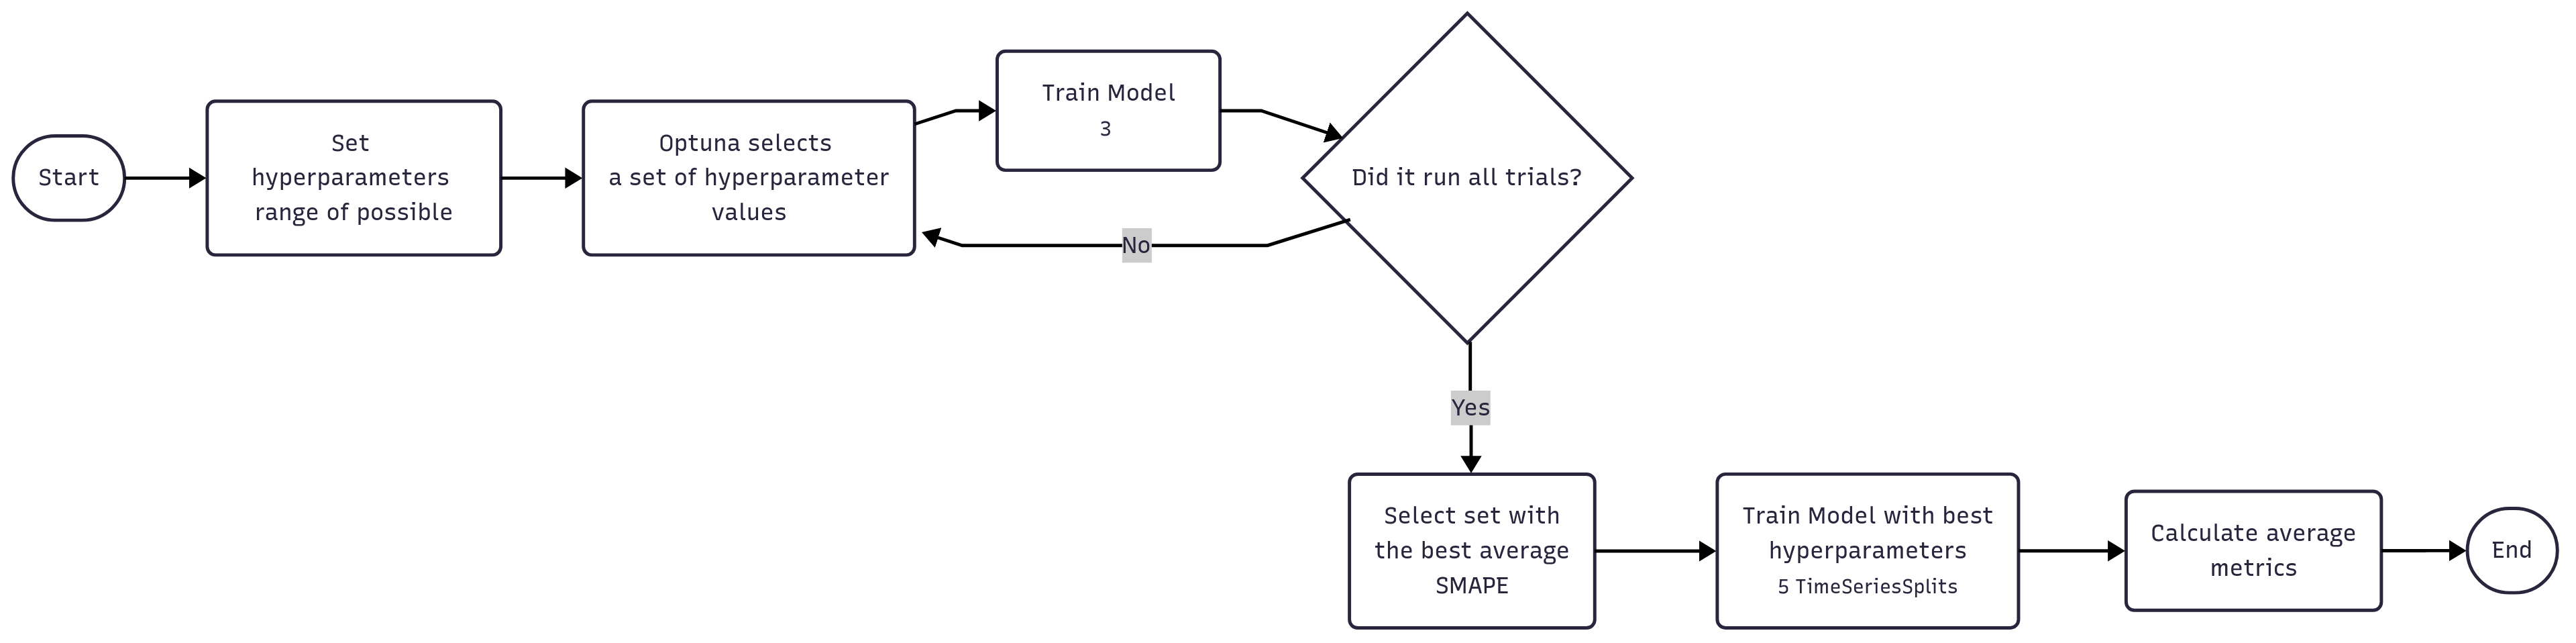 Start
Set
hyperparameters
range of possible
Optuna selects
a set of hyperparameter
values
Train Model
3
Did it run all trials?
No
Yes
Select set with
the best average
SMAPE
Train Model with best
hyperparameters
5 TimeSeriesSplits
Calculate average
metrics
End